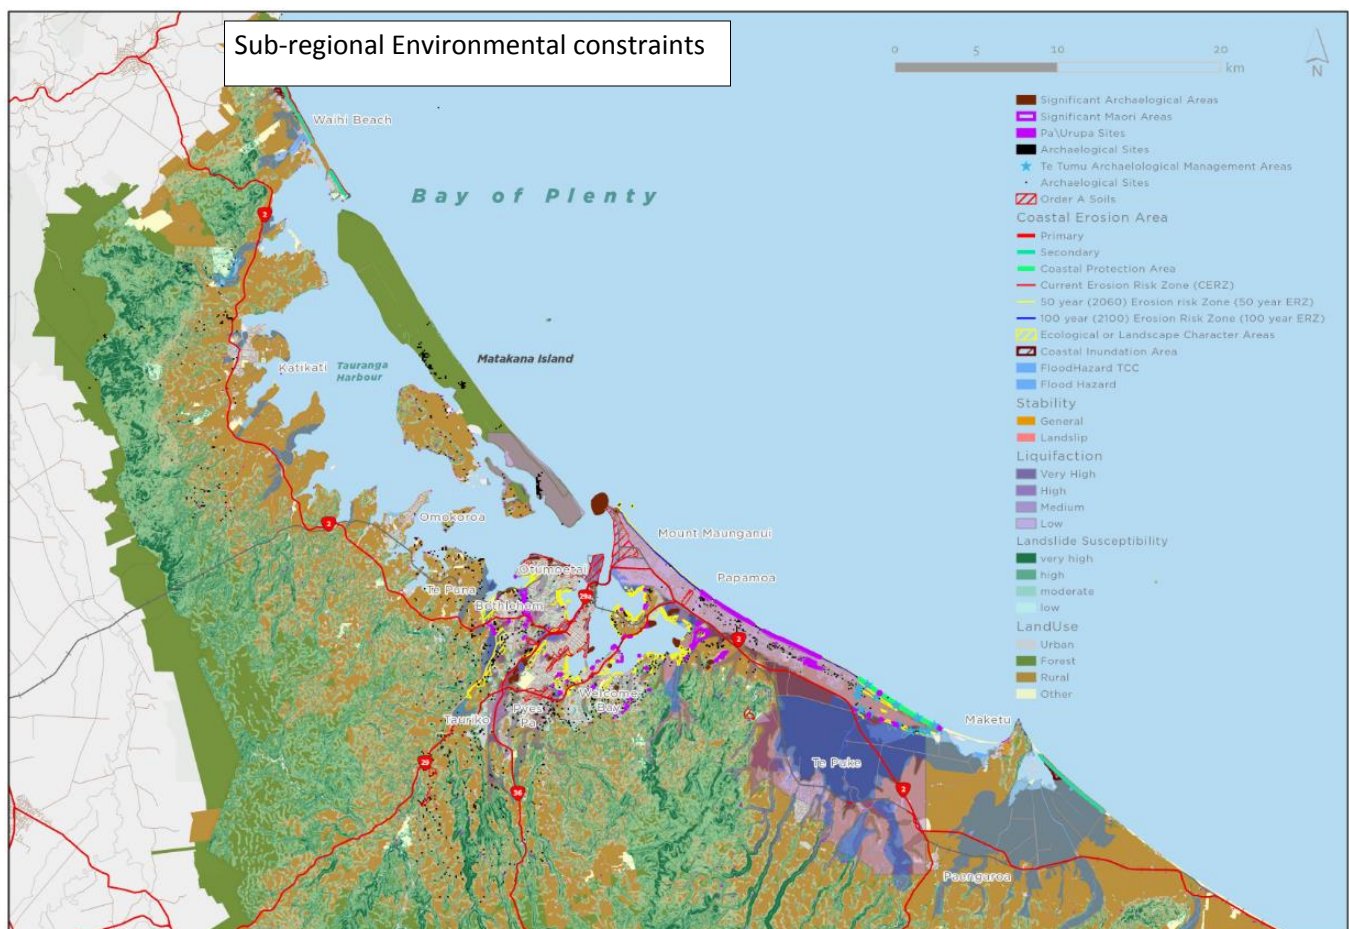 Sub-regional Environmental constraints
0 5 10 20
km
N
Significant Archaelogical Areas
Significant Maori Areas
Pa\Urupa Sites
Archaelogical Sites
Te Tumu Archaelological Management Areas
Archaelogical Sites
Order A Soils
Coastal Erosion Area
Primary
Secondary
Coastal Protection Area
Current Erosion Risk Zone (CERZ)
50 year (2060) Erosion risk Zone (50 year ERZ)
100 year (2100) Erosion Risk Zone (100 year ERZ)
Ecological or Landscape Character Areas
Coastal Inundation Area
FloodHazard TCC
Flood Hazard
Stability
General
Landslip
Liquifaction
Very High
High
Medium
Low
Landslide Susceptibility
very high
high
moderate
low
LandUse
Urban
Forest
Rural
Other
Waihi Beach
Bay of Plenty
2
Matakana Island
Katikati
Tauranga
Harbour
Omokoroa
2
Mount Maunganui
Otumoetai
Papamoa
Te Puna
29a
Bethlehem
2
Welcome
Bay
Tauriko
Pyes
Pa
Maketu
29
Te Puke
36
2
Paengaroa